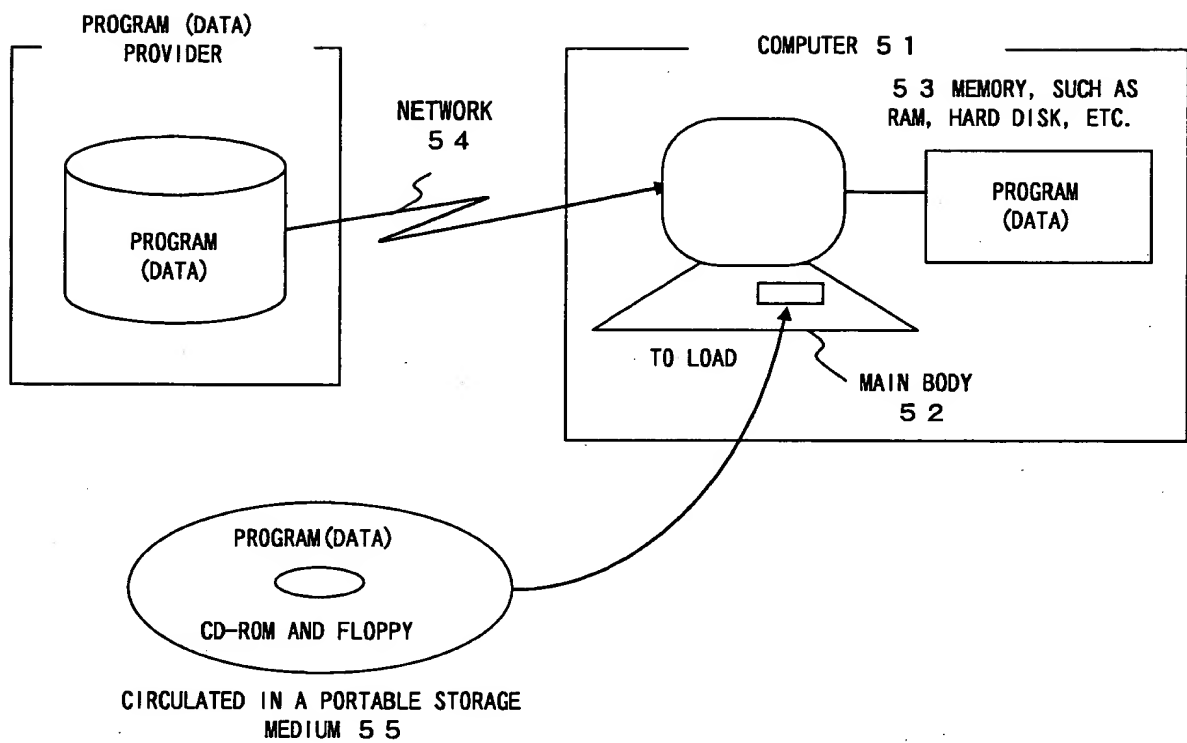 PROGRAM (DATA)
PROVIDER
PROGRAM
(DATA)
NETWORK
5 4
COMPUTER 5 1
5 3 MEMORY, SUCH AS
RAM, HARD DISK, ETC.
PROGRAM
(DATA)
TO LOAD
MAIN BODY
5 2
PROGRAM(DATA)
CD-ROM AND FLOPPY
CIRCULATED IN A PORTABLE STORAGE
MEDIUM 5 5